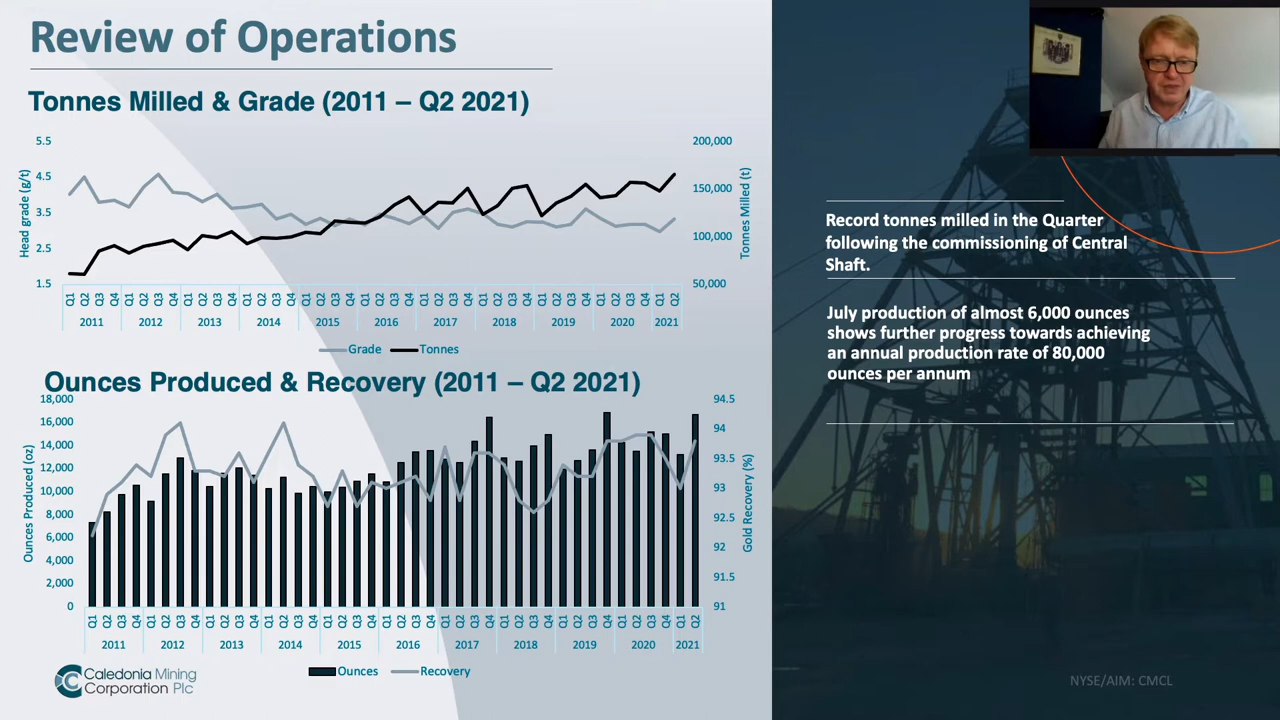 Review of Operations
Tonnes Milled & Grade (2011 – Q2 2021)
Head grade (g/t)
5.5
4.5
3.5
2.5
1.5
200,000
150,000
100,000
50,000
Tonnes Milled (t)
Q1 Q2 Q3 Q4 Q1 Q2 Q3 Q4 Q1 Q2 Q3 Q4 Q1 Q2 Q3 Q4 Q1 Q2 Q3 Q4 Q1 Q2 Q3 Q4 Q1 Q2 Q3 Q4 Q1 Q2 Q3 Q4 Q1 Q2 Q3 Q4 Q1 Q2 Q3 Q4 Q1 Q2
2011 2012 2013 2014 2015 2016 2017 2018 2019 2020 2021
Grade Tonnes
Ounces Produced & Recovery (2011 – Q2 2021)
Ounces Produced (oz)
18,000
16,000
14,000
12,000
10,000
8,000
6,000
4,000
2,000
0
94.5
94
93.5
93
92.5
92
91.5
91
Gold Recovery (%)
Q1 Q2 Q3 Q4 Q1 Q2 Q3 Q4 Q1 Q2 Q3 Q4 Q1 Q2 Q3 Q4 Q1 Q2 Q3 Q4 Q1 Q2 Q3 Q4 Q1 Q2 Q3 Q4 Q1 Q2 Q3 Q4 Q1 Q2 Q3 Q4 Q1 Q2 Q3 Q4 Q1 Q2
2011 2012 2013 2014 2015 2016 2017 2018 2019 2020 2021
Ounces Recovery
Caledonia Mining
Corporation Plc
Record tonnes milled in the Quarter
following the commissioning of Central
Shaft.
July production of almost 6,000 ounces
shows further progress towards achieving
an annual production rate of 80,000
ounces per annum
NYSE/AIM: CMCL